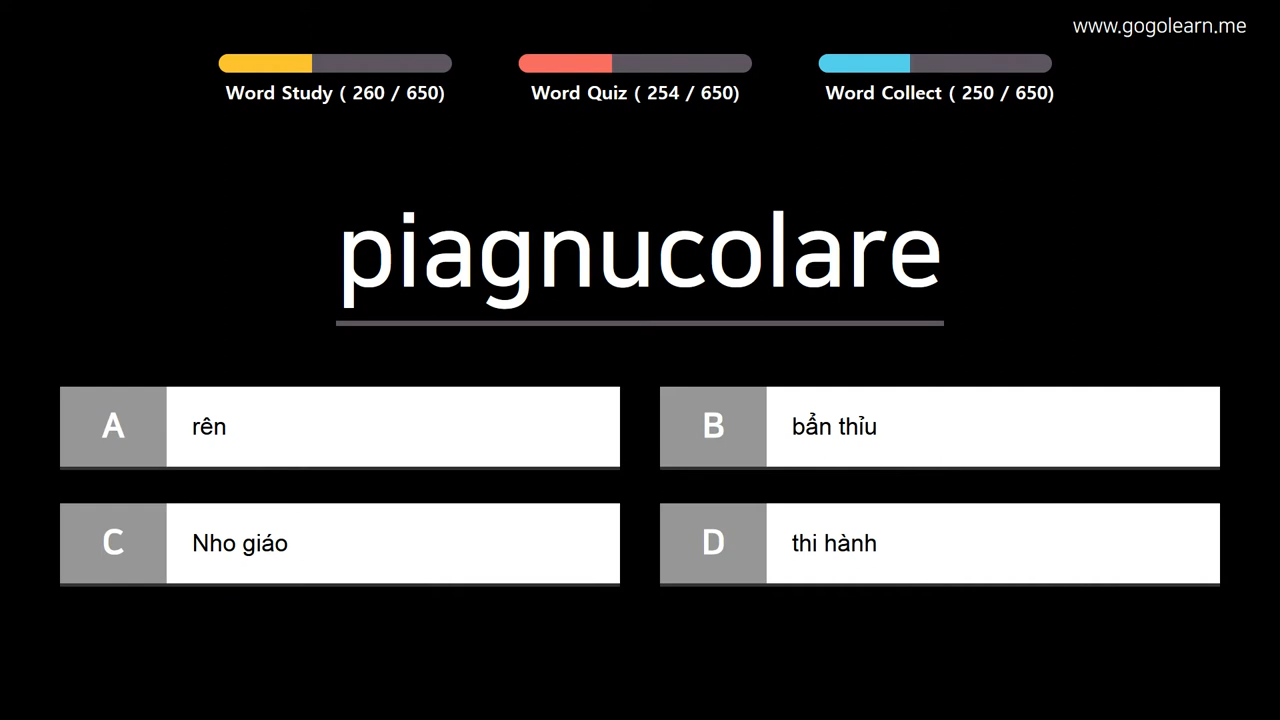 www.gogolearn.me
Word Study ( 260 / 650)
Word Quiz ( 254 / 650)
Word Collect ( 250 / 650)
piagnucolare
A rên
B bẩn thỉu
C Nho giáo
D thi hành